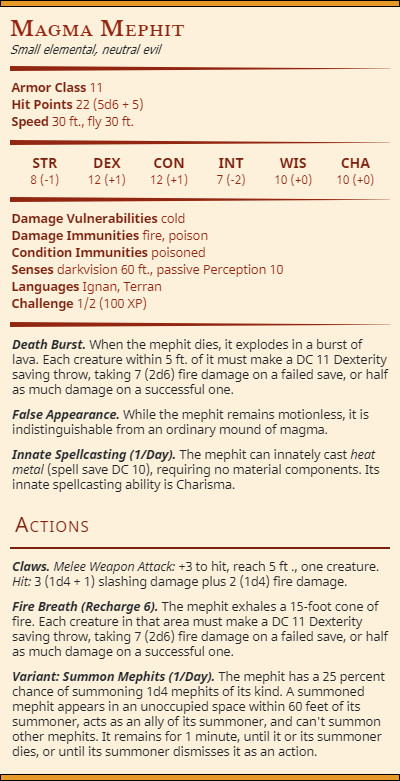 Magma Mephit
Small elemental, neutral evil
Armor Class 11
Hit Points 22 (5d6 + 5)
Speed 30 ft., fly 30 ft.
STR DEX CON INT WIS CHA
8 (-1) 12 (+1) 12 (+1) 7 (-2) 10 (+0) 10 (+0)
Damage Vulnerabilities cold
Damage Immunities fire, poison
Condition Immunities poisoned
Senses darkvision 60 ft., passive Perception 10
Languages Ignan, Terran
Challenge 1/2 (100 XP)
Death Burst. When the mephit dies, it explodes in a burst of
lava. Each creature within 5 ft. of it must make a DC 11 Dexterity
saving throw, taking 7 (2d6) fire damage on a failed save, or half
as much damage on a successful one.
False Appearance. While the mephit remains motionless, it is
indistinguishable from an ordinary mound of magma.
Innate Spellcasting (1/Day). The mephit can innately cast heat
metal (spell save DC 10), requiring no material components. Its
innate spellcasting ability is Charisma.
Actions
Claws. Melee Weapon Attack: +3 to hit, reach 5 ft ., one creature.
Hit: 3 (1d4 + 1) slashing damage plus 2 (1d4) fire damage.
Fire Breath (Recharge 6). The mephit exhales a 15-foot cone of
fire. Each creature in that area must make a DC 11 Dexterity
saving throw, taking 7 (2d6) fire damage on a failed save, or half
as much damage on a successful one.
Variant: Summon Mephits (1/Day). The mephit has a 25 percent
chance of summoning 1d4 mephits of its kind. A summoned
mephit appears in an unoccupied space within 60 feet of its
summoner, acts as an ally of its summoner, and can't summon
other mephits. It remains for 1 minute, until it or its summoner
dies, or until its summoner dismisses it as an action.